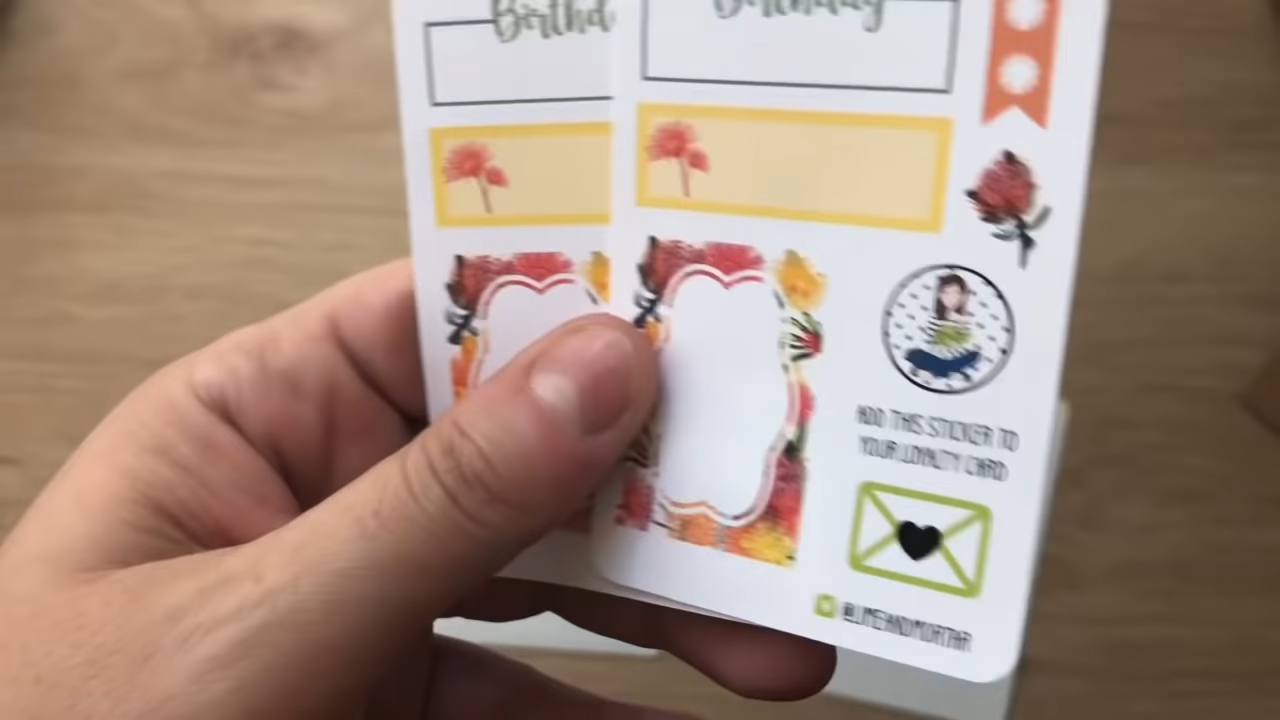 Birthd
Birthday
ADD THIS STICKER TO
YOUR LOYALTY CARD
@LIMEANDMORTAR